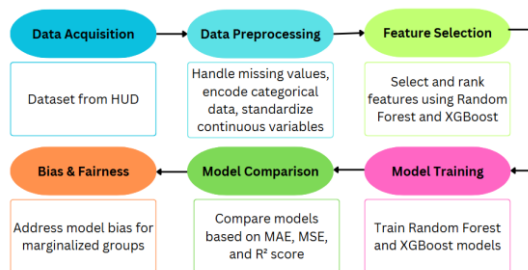 Data Acquisition
Data Preprocessing
Feature Selection
Dataset from HUD
Handle missing values,
encode categorical
data, standardize
continuous variables
Select and rank
features using Random
Forest and XGBoost
Bias & Fairness
Model Comparison
Model Training
Address model bias for
marginalized groups
Compare models
based on MAE, MSE,
and R² score
Train Random Forest
and XGBoost models